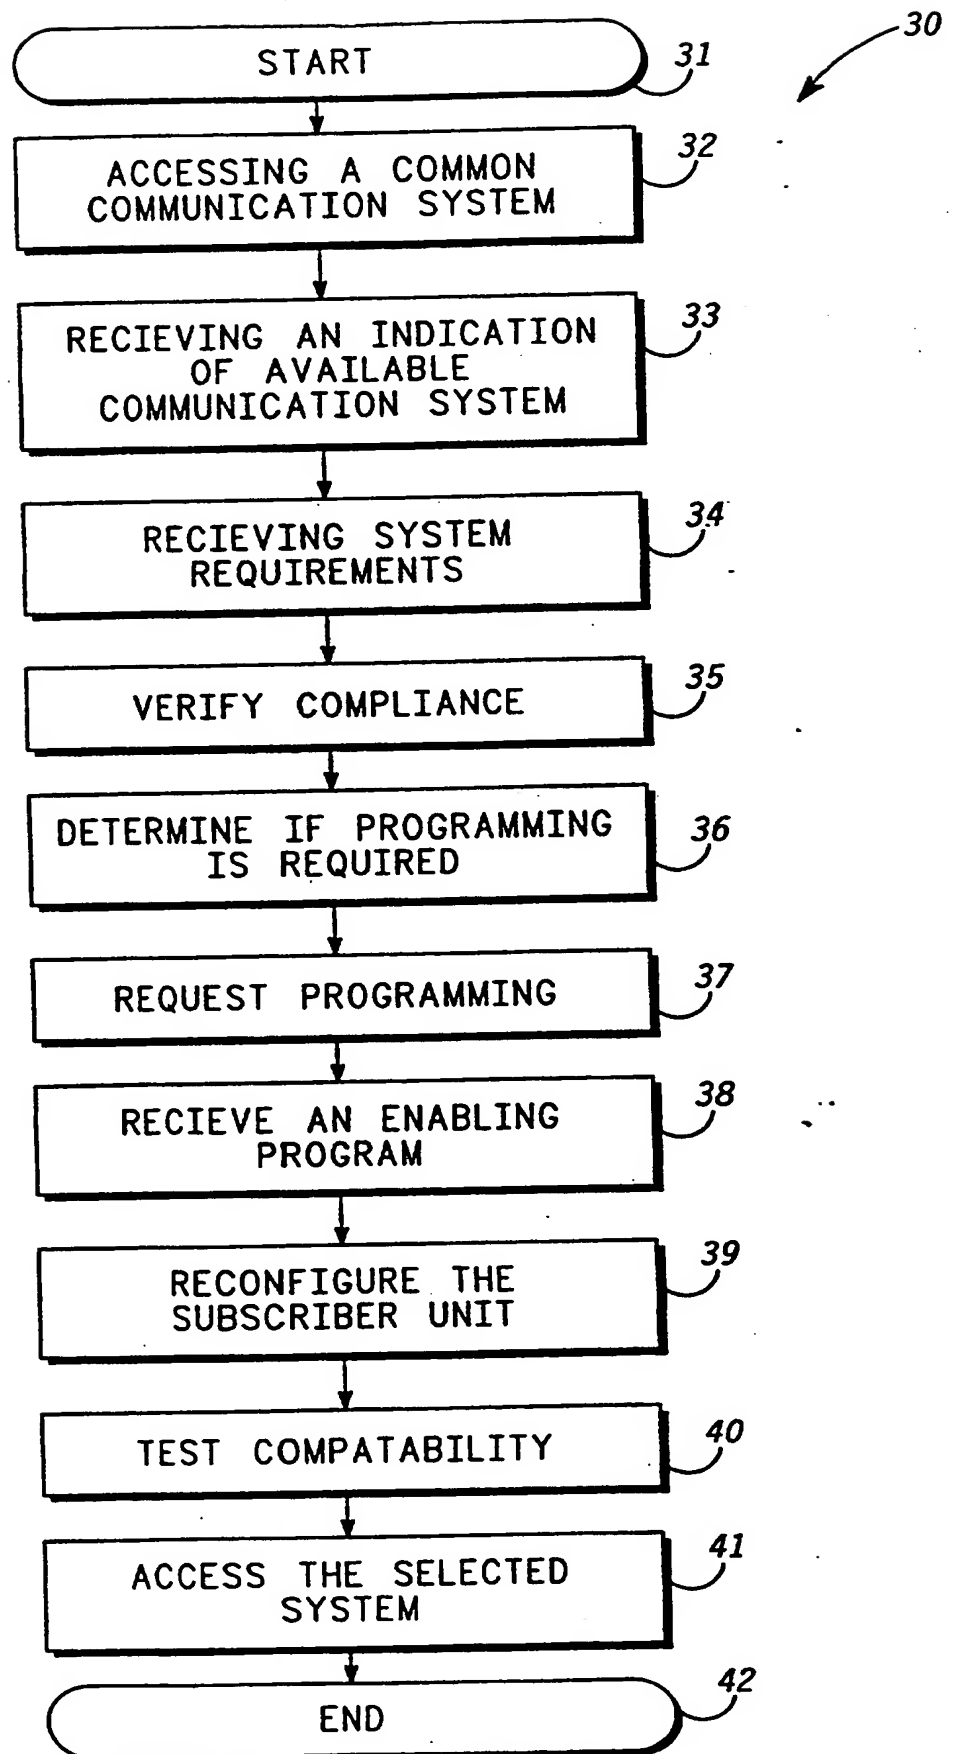 30
START
31
ACCESSING A COMMON
COMMUNICATION SYSTEM
32
RECIEVING AN INDICATION
OF AVAILABLE
COMMUNICATION SYSTEM
33
RECIEVING SYSTEM
REQUIREMENTS
34
VERIFY COMPLIANCE
35
DETERMINE IF PROGRAMMING
IS REQUIRED
36
REQUEST PROGRAMMING
37
RECIEVE AN ENABLING
PROGRAM
38
RECONFIGURE THE
SUBSCRIBER UNIT
39
TEST COMPATABILITY
40
ACCESS THE SELECTED
SYSTEM
41
END
42